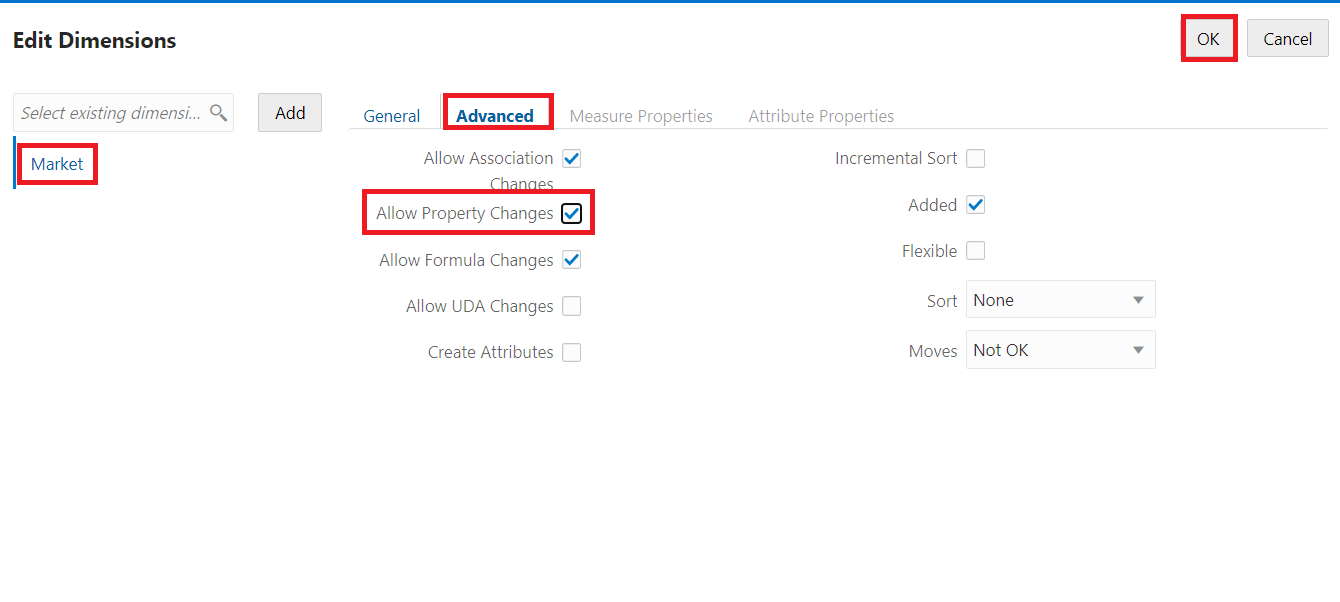 Edit Dimensions
OK
Cancel
Select existing dimensi...
Add
General
Advanced
Measure Properties
Attribute Properties
Market
Allow Association
Changes
Allow Property Changes
Allow Formula Changes
Allow UDA Changes
Create Attributes
Incremental Sort
Added
Flexible
Sort
None
Moves
Not OK